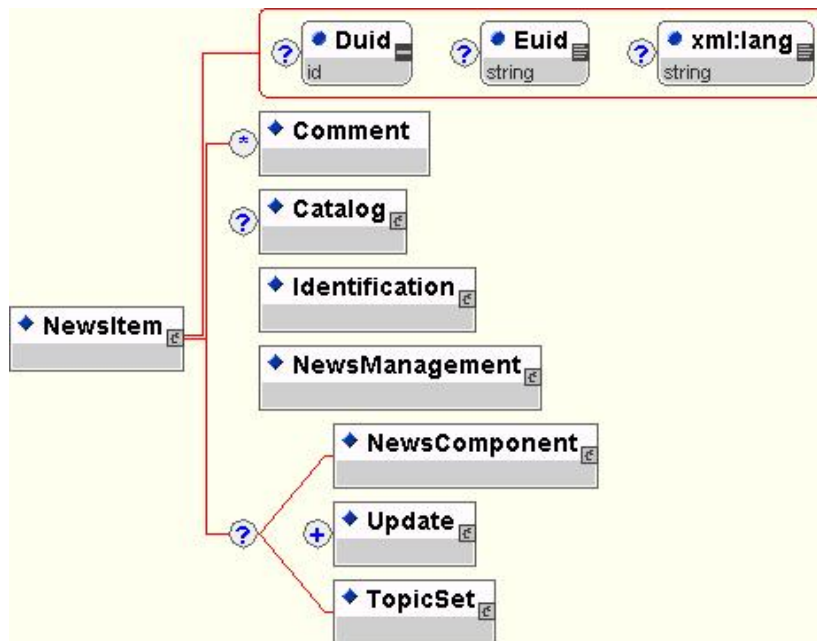 ? Duid ? Euid ? xml:lang
id string string
* Comment
? Catalog
Identification
NewsItem
NewsManagement
NewsComponent
? + Update
TopicSet